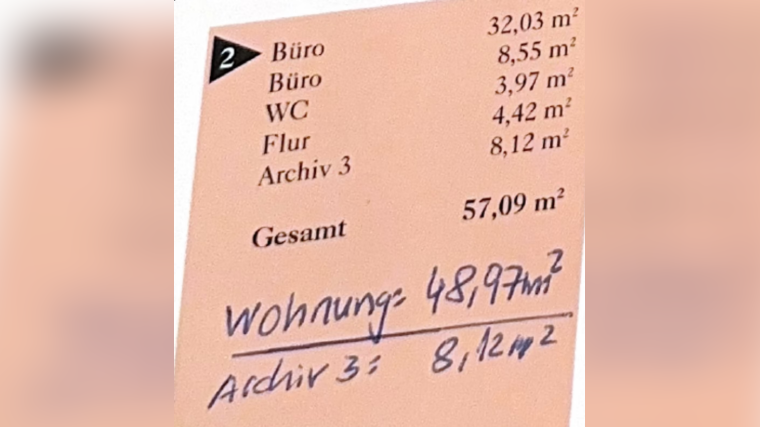 2 Büro 32,03 m²
Büro 8,55 m²
WC 3,97 m²
Flur 4,42 m²
Archiv 3 8,12 m²
Gesamt 57,09 m²
Wohnung: 48,97m²
Archiv 3: 8,12m²